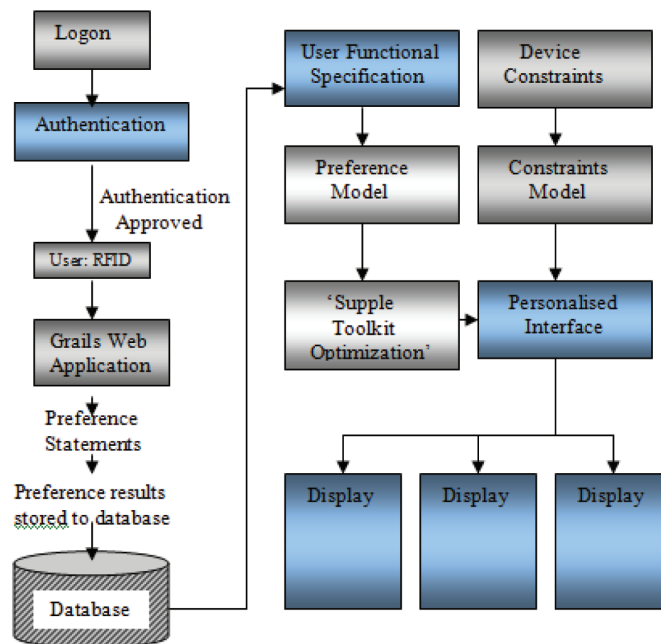 Logon
Authentication
Authentication
Approved
User: RFID
Grails Web
Application
Preference
Statements
Preference results
stored to database
Database
User Functional
Specification
Preference
Model
‘Supple
Toolkit
Optimization’
Device
Constraints
Constraints
Model
Personalised
Interface
Display
Display
Display